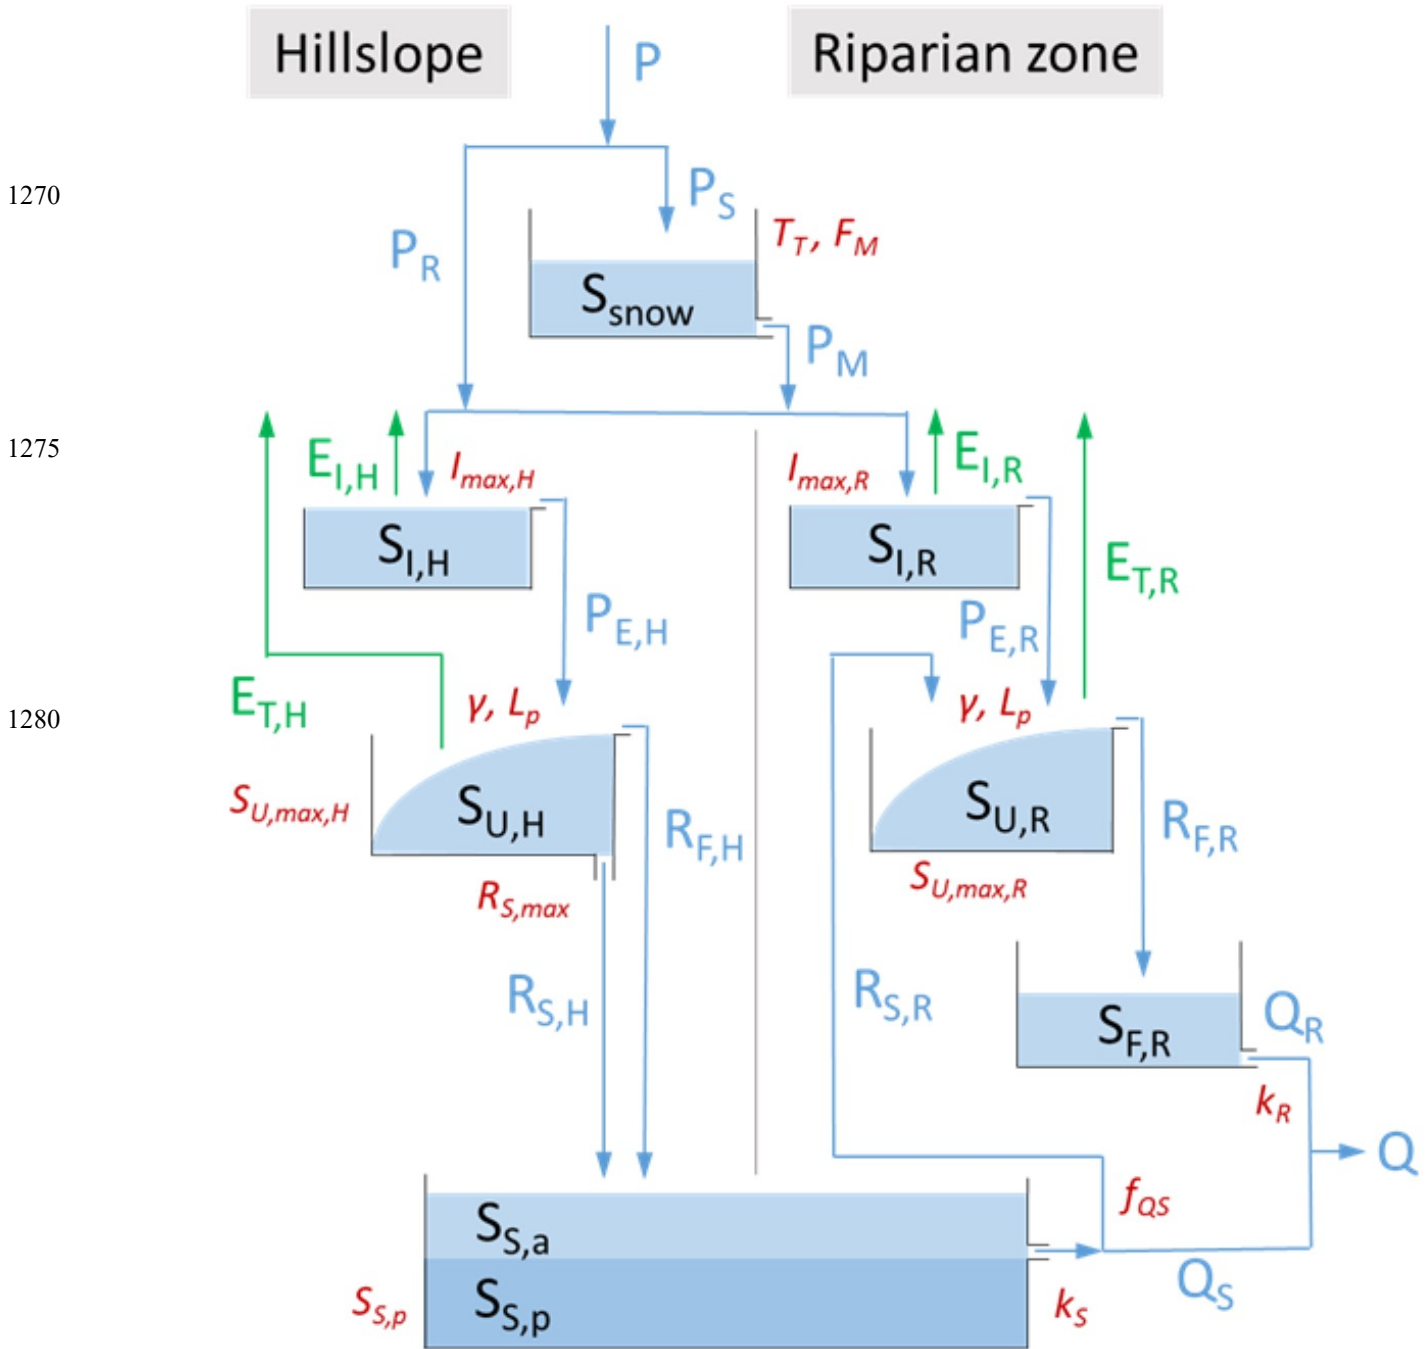 Hillslope
Riparian zone
P
1270
P_S
T_T, F_M
P_R
S_snow
P_M
1275
E_I,H
I_max,H
I_max,R
E_I,R
S_I,H
S_I,R
E_T,R
P_E,H
P_E,R
1280
E_T,H
γ, L_p
γ, L_p
S_U,max,H
S_U,H
R_F,H
S_U,R
R_F,R
R_S,max
S_U,max,R
R_S,H
R_S,R
S_F,R
Q_R
k_R
Q
f_QS
S_S,a
Q_S
S_S,p
S_S,p
k_S